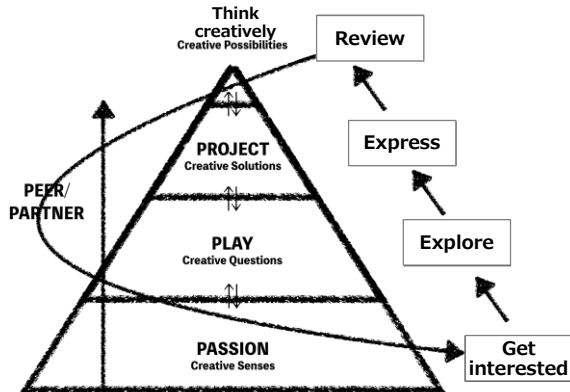 Think
creatively
Creative Possibilities
Review
PROJECT
Creative Solutions
Express
PEER/
PARTNER
PLAY
Creative Questions
Explore
PASSION
Creative Senses
Get
interested